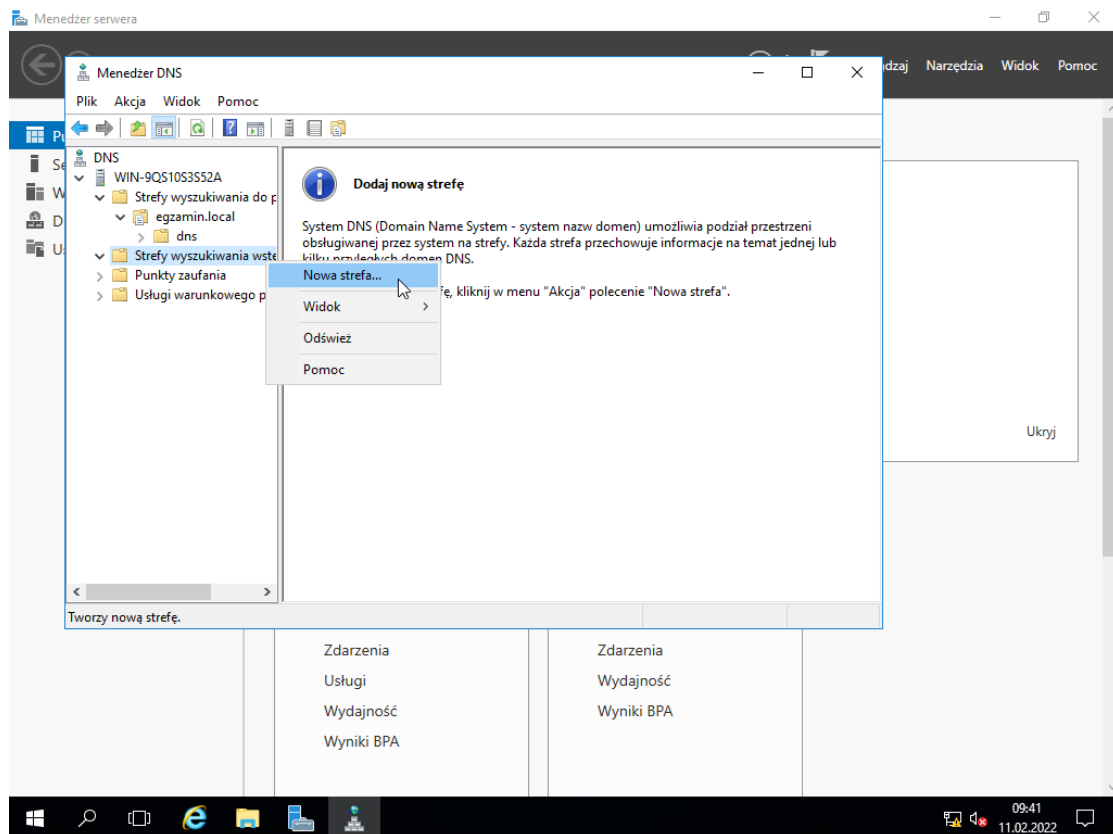 Menedżer serwera
Narzędzia Widok Pomoc
Menedżer DNS
Plik Akcja Widok Pomoc
DNS
WIN-9QS10S3S52A
Strefy wyszukiwania do p
egzamin.local
dns
Strefy wyszukiwania wste
Punkty zaufania
Usługi warunkowego p
Dodaj nową strefę
System DNS (Domain Name System - system nazw domen) umożliwia podział przestrzeni
obsługiwanej przez system na strefy. Każda strefa przechowuje informacje na temat jednej lub
kilku przyległych domen DNS.
kliknij w menu "Akcja" polecenie "Nowa strefa".
Nowa strefa...
Widok
Odśwież
Pomoc
Ukryj
Tworzy nową strefę.
Zdarzenia
Usługi
Wydajność
Wyniki BPA
Zdarzenia
Wydajność
Wyniki BPA
09:41
11.02.2022